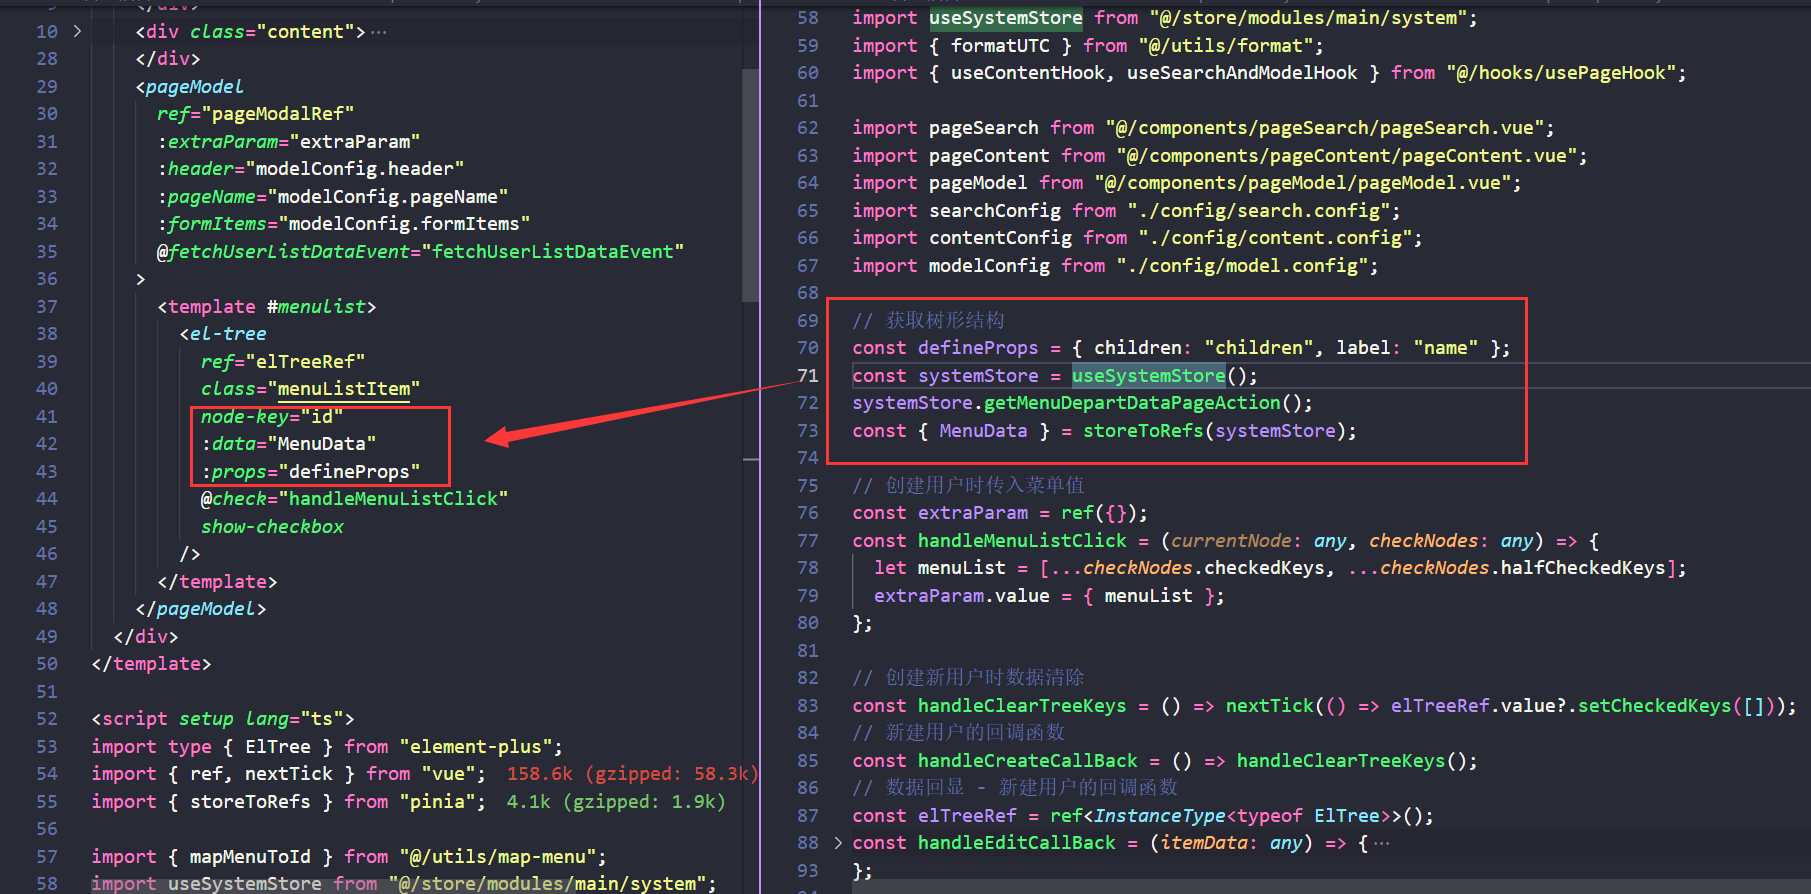 10 > <div class="content">…
28 </div>
29 <pageModel
30 ref="pageModalRef"
31 :extraParam="extraParam"
32 :header="modelConfig.header"
33 :pageName="modelConfig.pageName"
34 :formItems="modelConfig.formItems"
35 @fetchUserListDataEvent="fetchUserListDataEvent"
36 >
37 <template #menulist>
38 <el-tree
39 ref="elTreeRef"
40 class="menuListItem"
41 node-key="id"
42 :data="MenuData"
43 :props="defineProps"
44 @check="handleMenuListClick"
45 show-checkbox
46 />
47 </template>
48 </pageModel>
49 </div>
50 </template>
51
52 <script setup lang="ts">
53 import type { ElTree } from "element-plus";
54 import { ref, nextTick } from "vue"; 158.6k (gzipped: 58.3k)
55 import { storeToRefs } from "pinia"; 4.1k (gzipped: 1.9k)
56
57 import { mapMenuToId } from "@/utils/map-menu";
58 import useSystemStore from "@/store/modules/main/system";
58 import useSystemStore from "@/store/modules/main/system";
59 import { formatUTC } from "@/utils/format";
60 import { useContentHook, useSearchAndModelHook } from "@/hooks/usePageHook";
61
62 import pageSearch from "@/components/pageSearch/pageSearch.vue";
63 import pageContent from "@/components/pageContent/pageContent.vue";
64 import pageModel from "@/components/pageModel/pageModel.vue";
65 import searchConfig from "./config/search.config";
66 import contentConfig from "./config/content.config";
67 import modelConfig from "./config/model.config";
68
69 // 获取树形结构
70 const defineProps = { children: "children", label: "name" };
71 const systemStore = useSystemStore();
72 systemStore.getMenuDepartDataPageAction();
73 const { MenuData } = storeToRefs(systemStore);
74
75 // 创建用户时传入菜单值
76 const extraParam = ref({});
77 const handleMenuListClick = (currentNode: any, checkNodes: any) => {
78 let menuList = [...checkNodes.checkedKeys, ...checkNodes.halfCheckedKeys];
79 extraParam.value = { menuList };
80 };
81
82 // 创建新用户时数据清除
83 const handleClearTreeKeys = () => nextTick(() => elTreeRef.value?.setCheckedKeys([]));
84 // 新建用户的回调函数
85 const handleCreateCallBack = () => handleClearTreeKeys();
86 // 数据回显 - 新建用户的回调函数
87 const elTreeRef = ref<InstanceType<typeof ElTree>>();
88 > const handleEditCallBack = (itemData: any) => {…
93 };